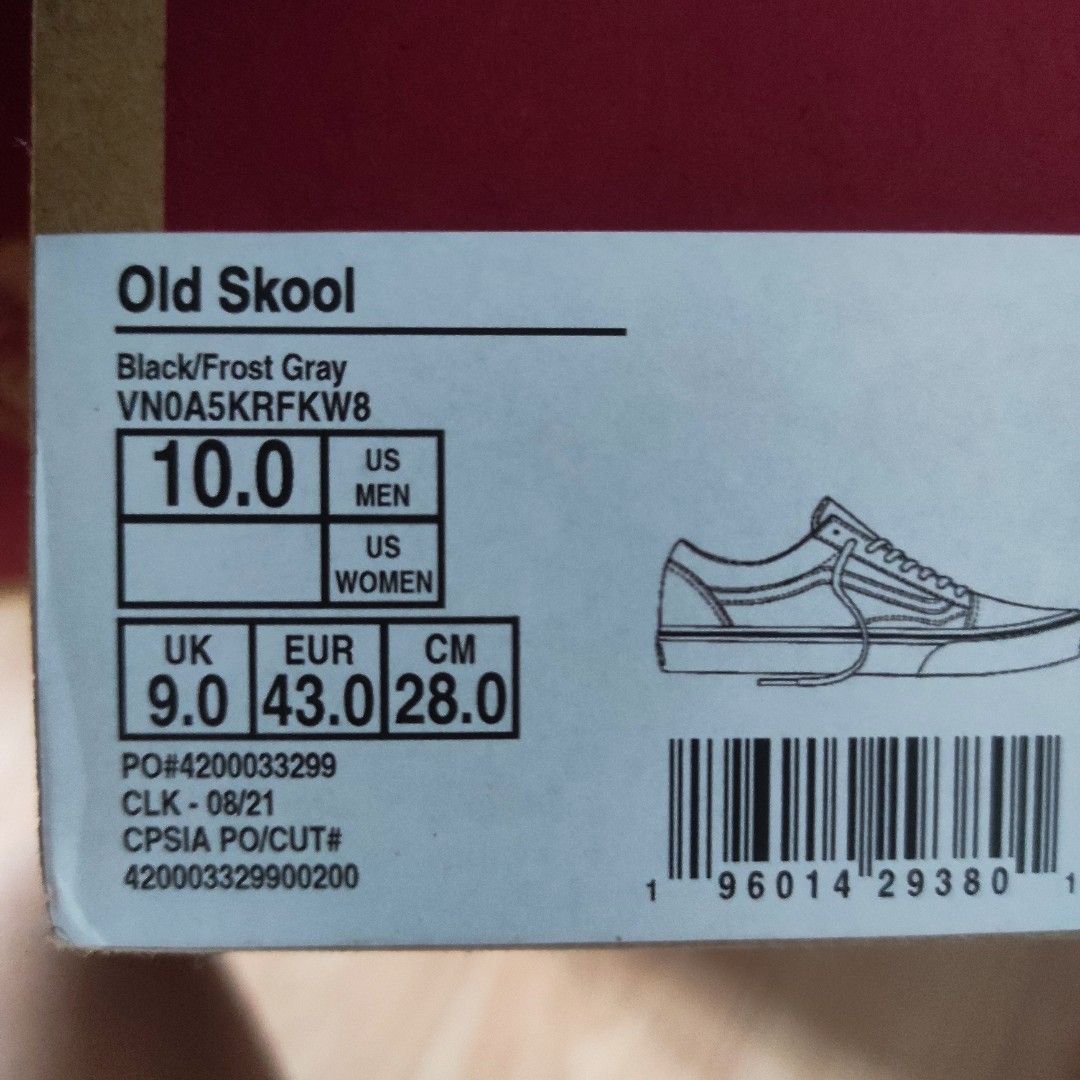 Old Skool
Black/Frost Gray
VN0A5KRFKW8
10.0 US MEN
US WOMEN
UK EUR CM
9.0 43.0 28.0
PO#4200033299
CLK - 08/21
CPSIA PO/CUT#
420003329900200
1 96014 29380 1